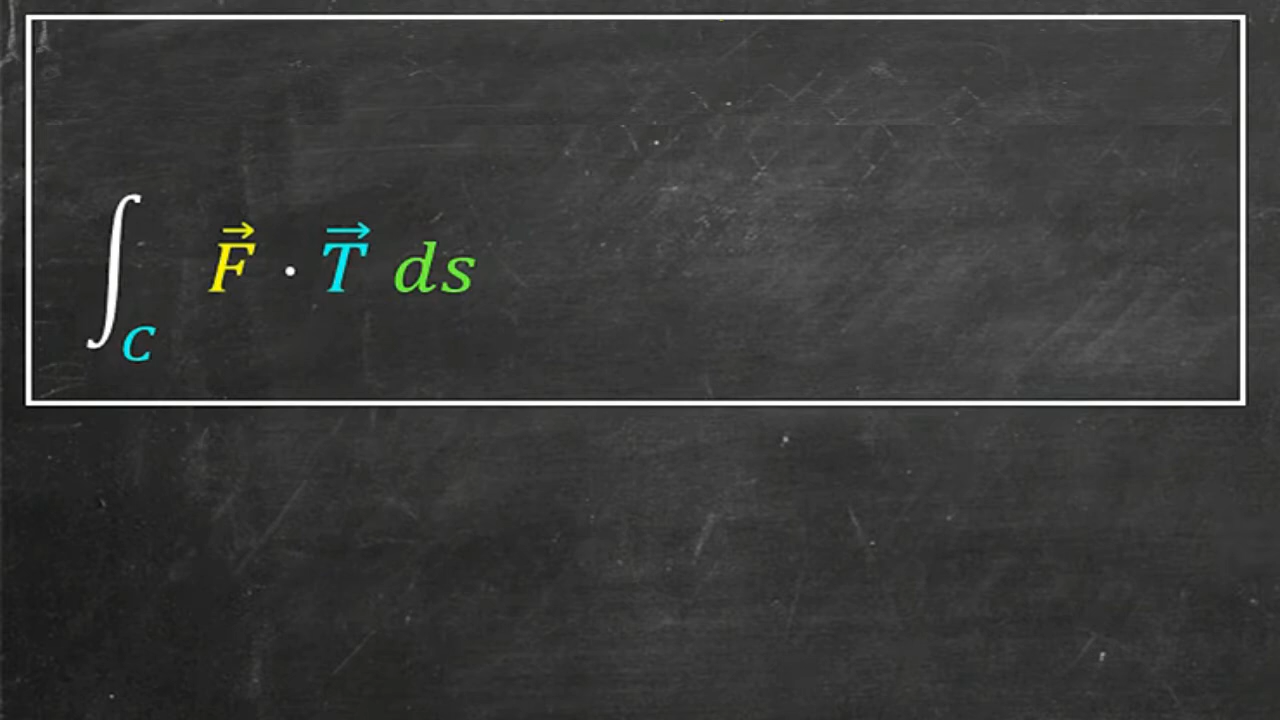 ∫_C F⃗ · T⃗ ds